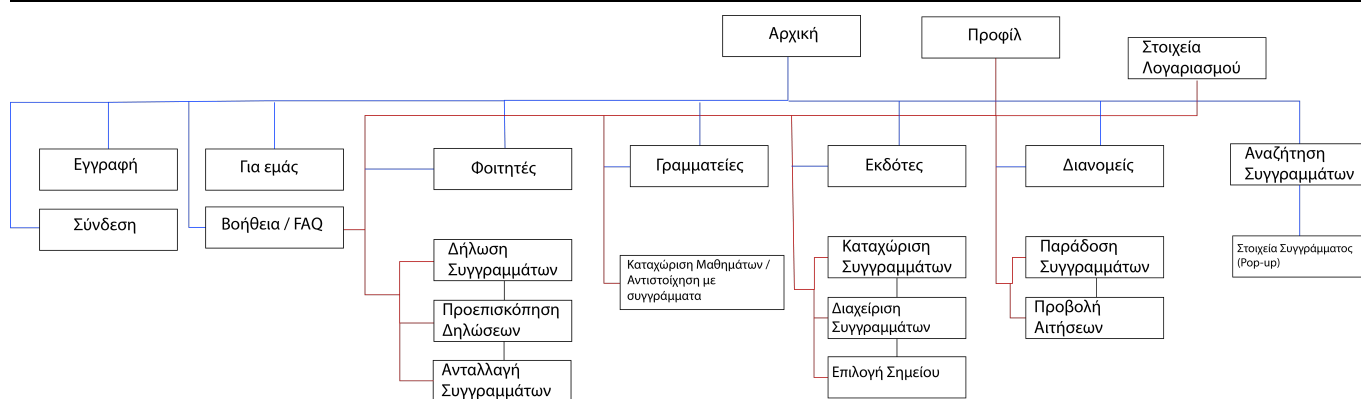 Αρχική
Προφίλ
Στοιχεία
Λογαριασμού
Εγγραφή
Για εμάς
Φοιτητές
Γραμματείες
Εκδότες
Διανομείς
Αναζήτηση
Συγγραμμάτων
Σύνδεση
Βοήθεια / FAQ
Δήλωση
Συγγραμμάτων
Καταχώριση Μαθημάτων /
Αντιστοίχηση με
συγγράμματα
Καταχώριση
Συγγραμμάτων
Παράδοση
Συγγραμμάτων
Στοιχεία Συγγράμματος
(Pop-up)
Προεπισκόπηση
Δηλώσεων
Διαχείριση
Συγγραμμάτων
Προβολή
Αιτήσεων
Ανταλλαγή
Συγγραμμάτων
Επιλογή Σημείου